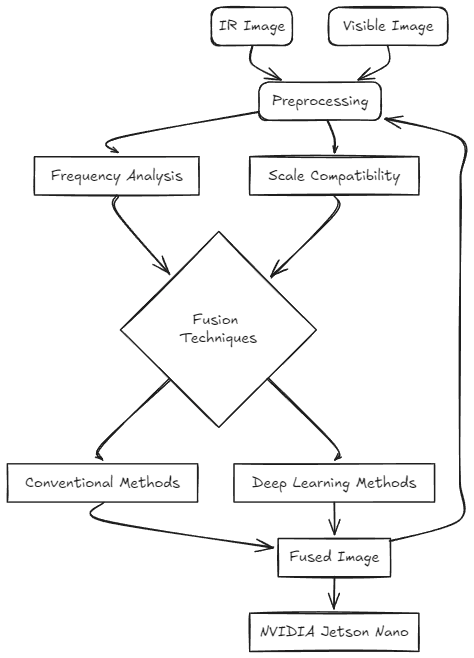 IR Image
Visible Image
Preprocessing
Frequency Analysis
Scale Compatibility
Fusion
Techniques
Conventional Methods
Deep Learning Methods
Fused Image
NVIDIA Jetson Nano